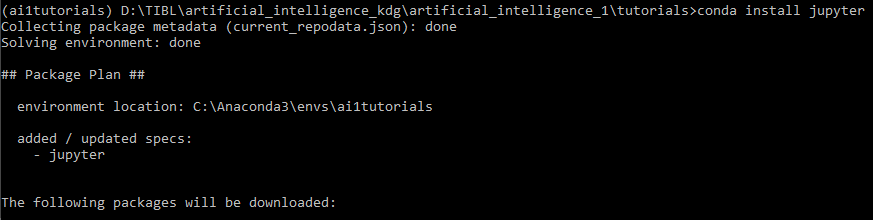 (ai1tutorials) D:\TIBL\artificial_intelligence_kdg\artificial_intelligence_1\tutorials>conda install jupyter
Collecting package metadata (current_repodata.json): done
Solving environment: done
## Package Plan ##
environment location: C:\Anaconda3\envs\ai1tutorials
added / updated specs:
- jupyter
The following packages will be downloaded: